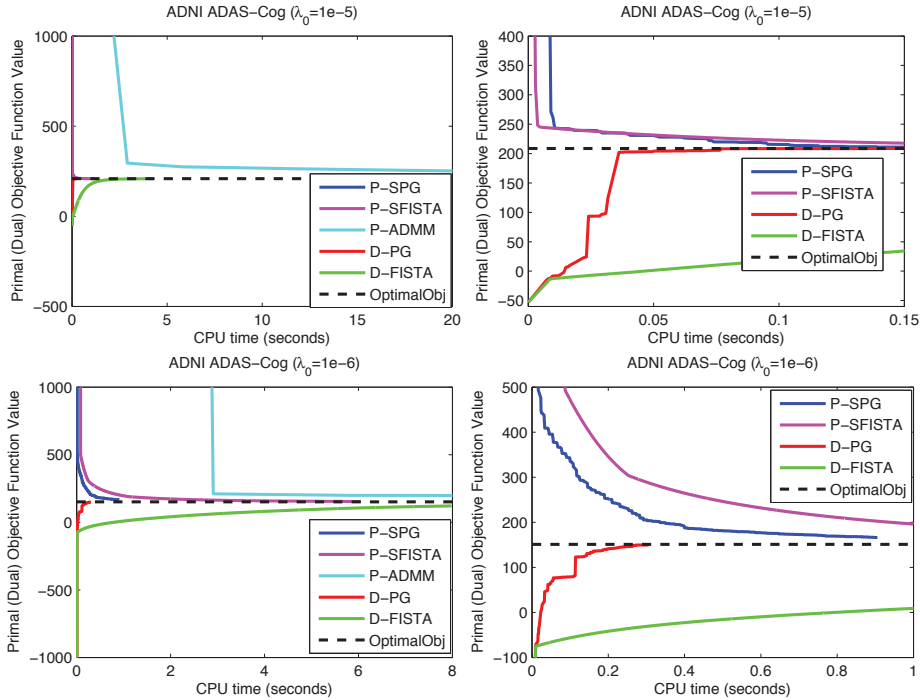 ADNI ADAS−Cog (λ0=1e−5)
Primal (Dual) Objective Function Value
1000
500
0
−500
0
5
10
15
20
CPU time (seconds)
P−SPG
P−SFISTA
P−ADMM
D−PG
D−FISTA
OptimalObj
ADNI ADAS−Cog (λ0=1e−5)
Primal (Dual) Objective Function Value
400
350
300
250
200
150
100
50
0
−50
0
0.05
0.1
0.15
CPU time (seconds)
P−SPG
P−SFISTA
D−PG
D−FISTA
OptimalObj
ADNI ADAS−Cog (λ0=1e−6)
Primal (Dual) Objective Function Value
1000
500
0
−500
−1000
0
2
4
6
8
CPU time (seconds)
P−SPG
P−SFISTA
P−ADMM
D−PG
D−FISTA
OptimalObj
ADNI ADAS−Cog (λ0=1e−6)
Primal (Dual) Objective Function Value
500
400
300
200
100
0
−100
0
0.2
0.4
0.6
0.8
1
CPU time (seconds)
P−SPG
P−SFISTA
D−PG
D−FISTA
OptimalObj